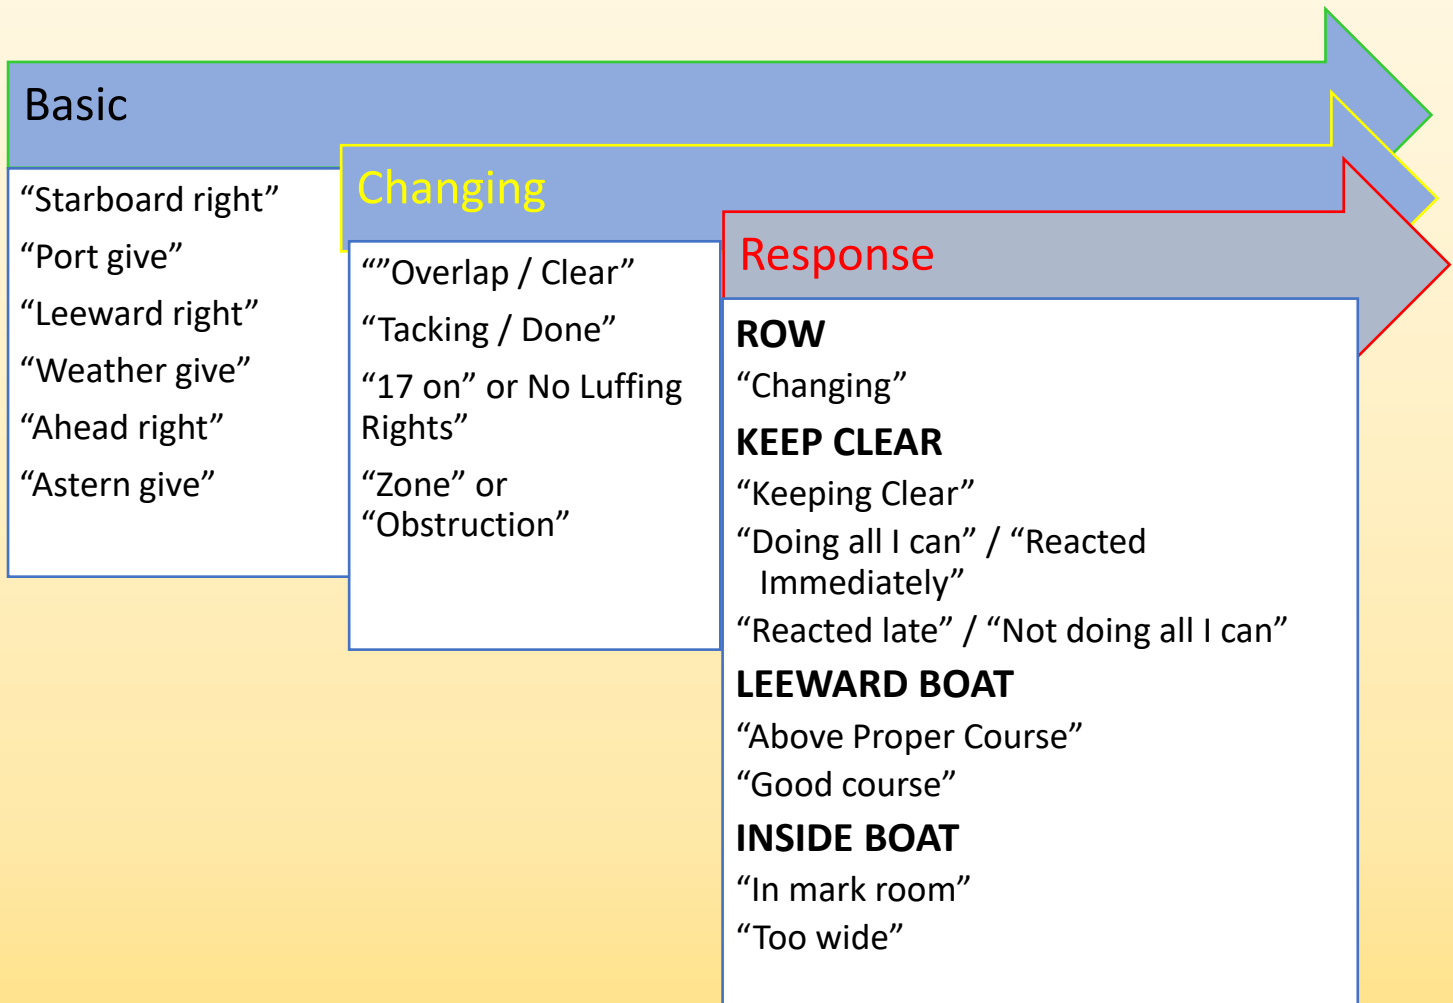 Basic
“Starboard right”
“Port give”
“Leeward right”
“Weather give”
“Ahead right”
“Astern give”
Changing
“”Overlap / Clear”
“Tacking / Done”
“17 on” or No Luffing
Rights”
“Zone” or
“Obstruction”
Response
ROW
“Changing”
KEEP CLEAR
“Keeping Clear”
“Doing all I can” / “Reacted
Immediately”
“Reacted late” / “Not doing all I can”
LEEWARD BOAT
“Above Proper Course”
“Good course”
INSIDE BOAT
“In mark room”
“Too wide”